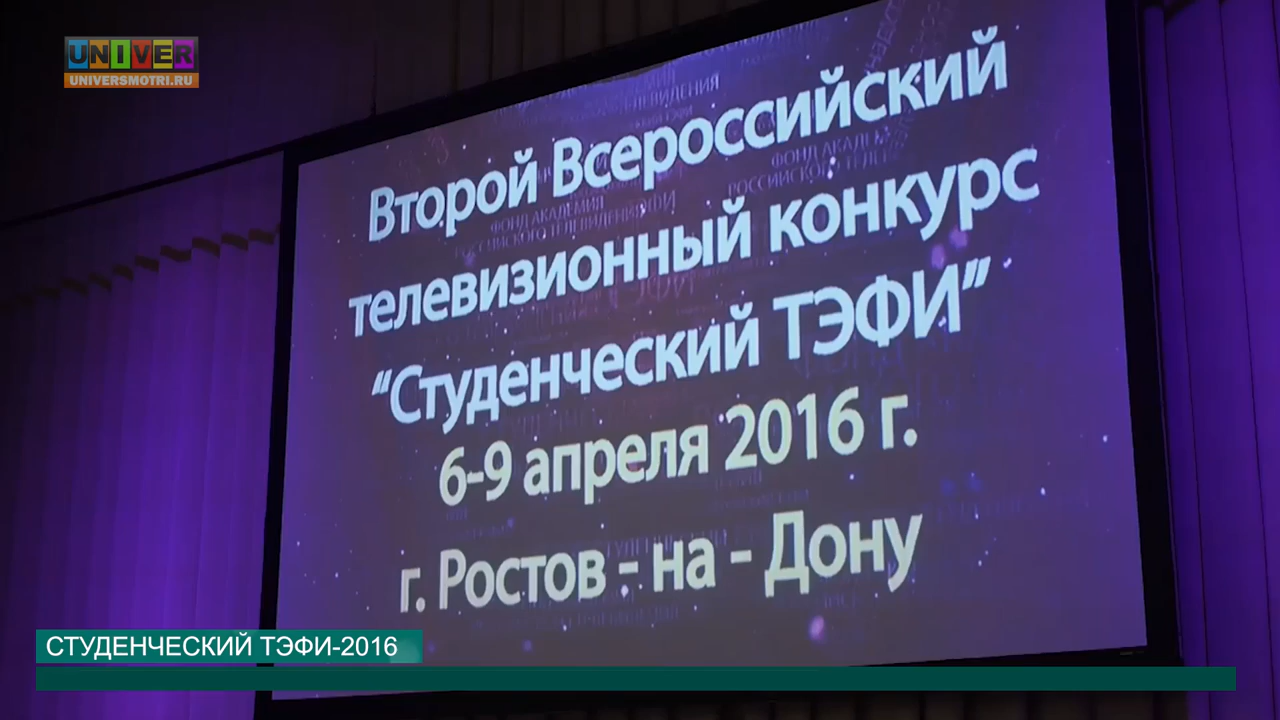 UNIVER
UNIVERSMOTRI.RU
Второй Всероссийский
телевизионный конкурс
“Студенческий ТЭФИ”
6-9 апреля 2016 г.
г. Ростов - на - Дону
СТУДЕНЧЕСКИЙ ТЭФИ-2016